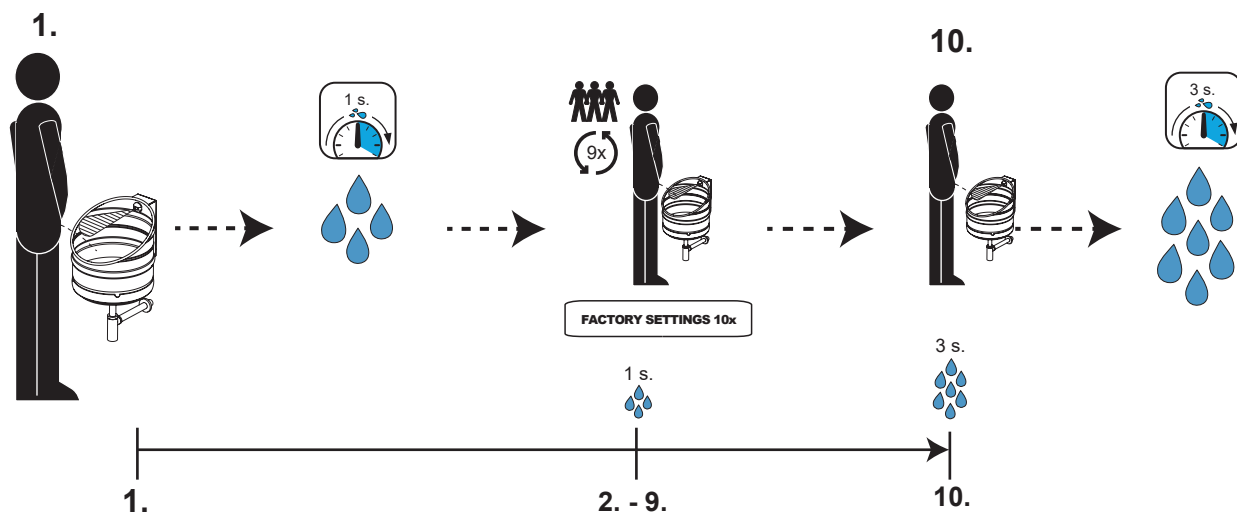 1.
10.
1 s.
3 s.
9x
FACTORY SETTINGS 10x
1 s.
3 s.
1.
2. - 9.
10.